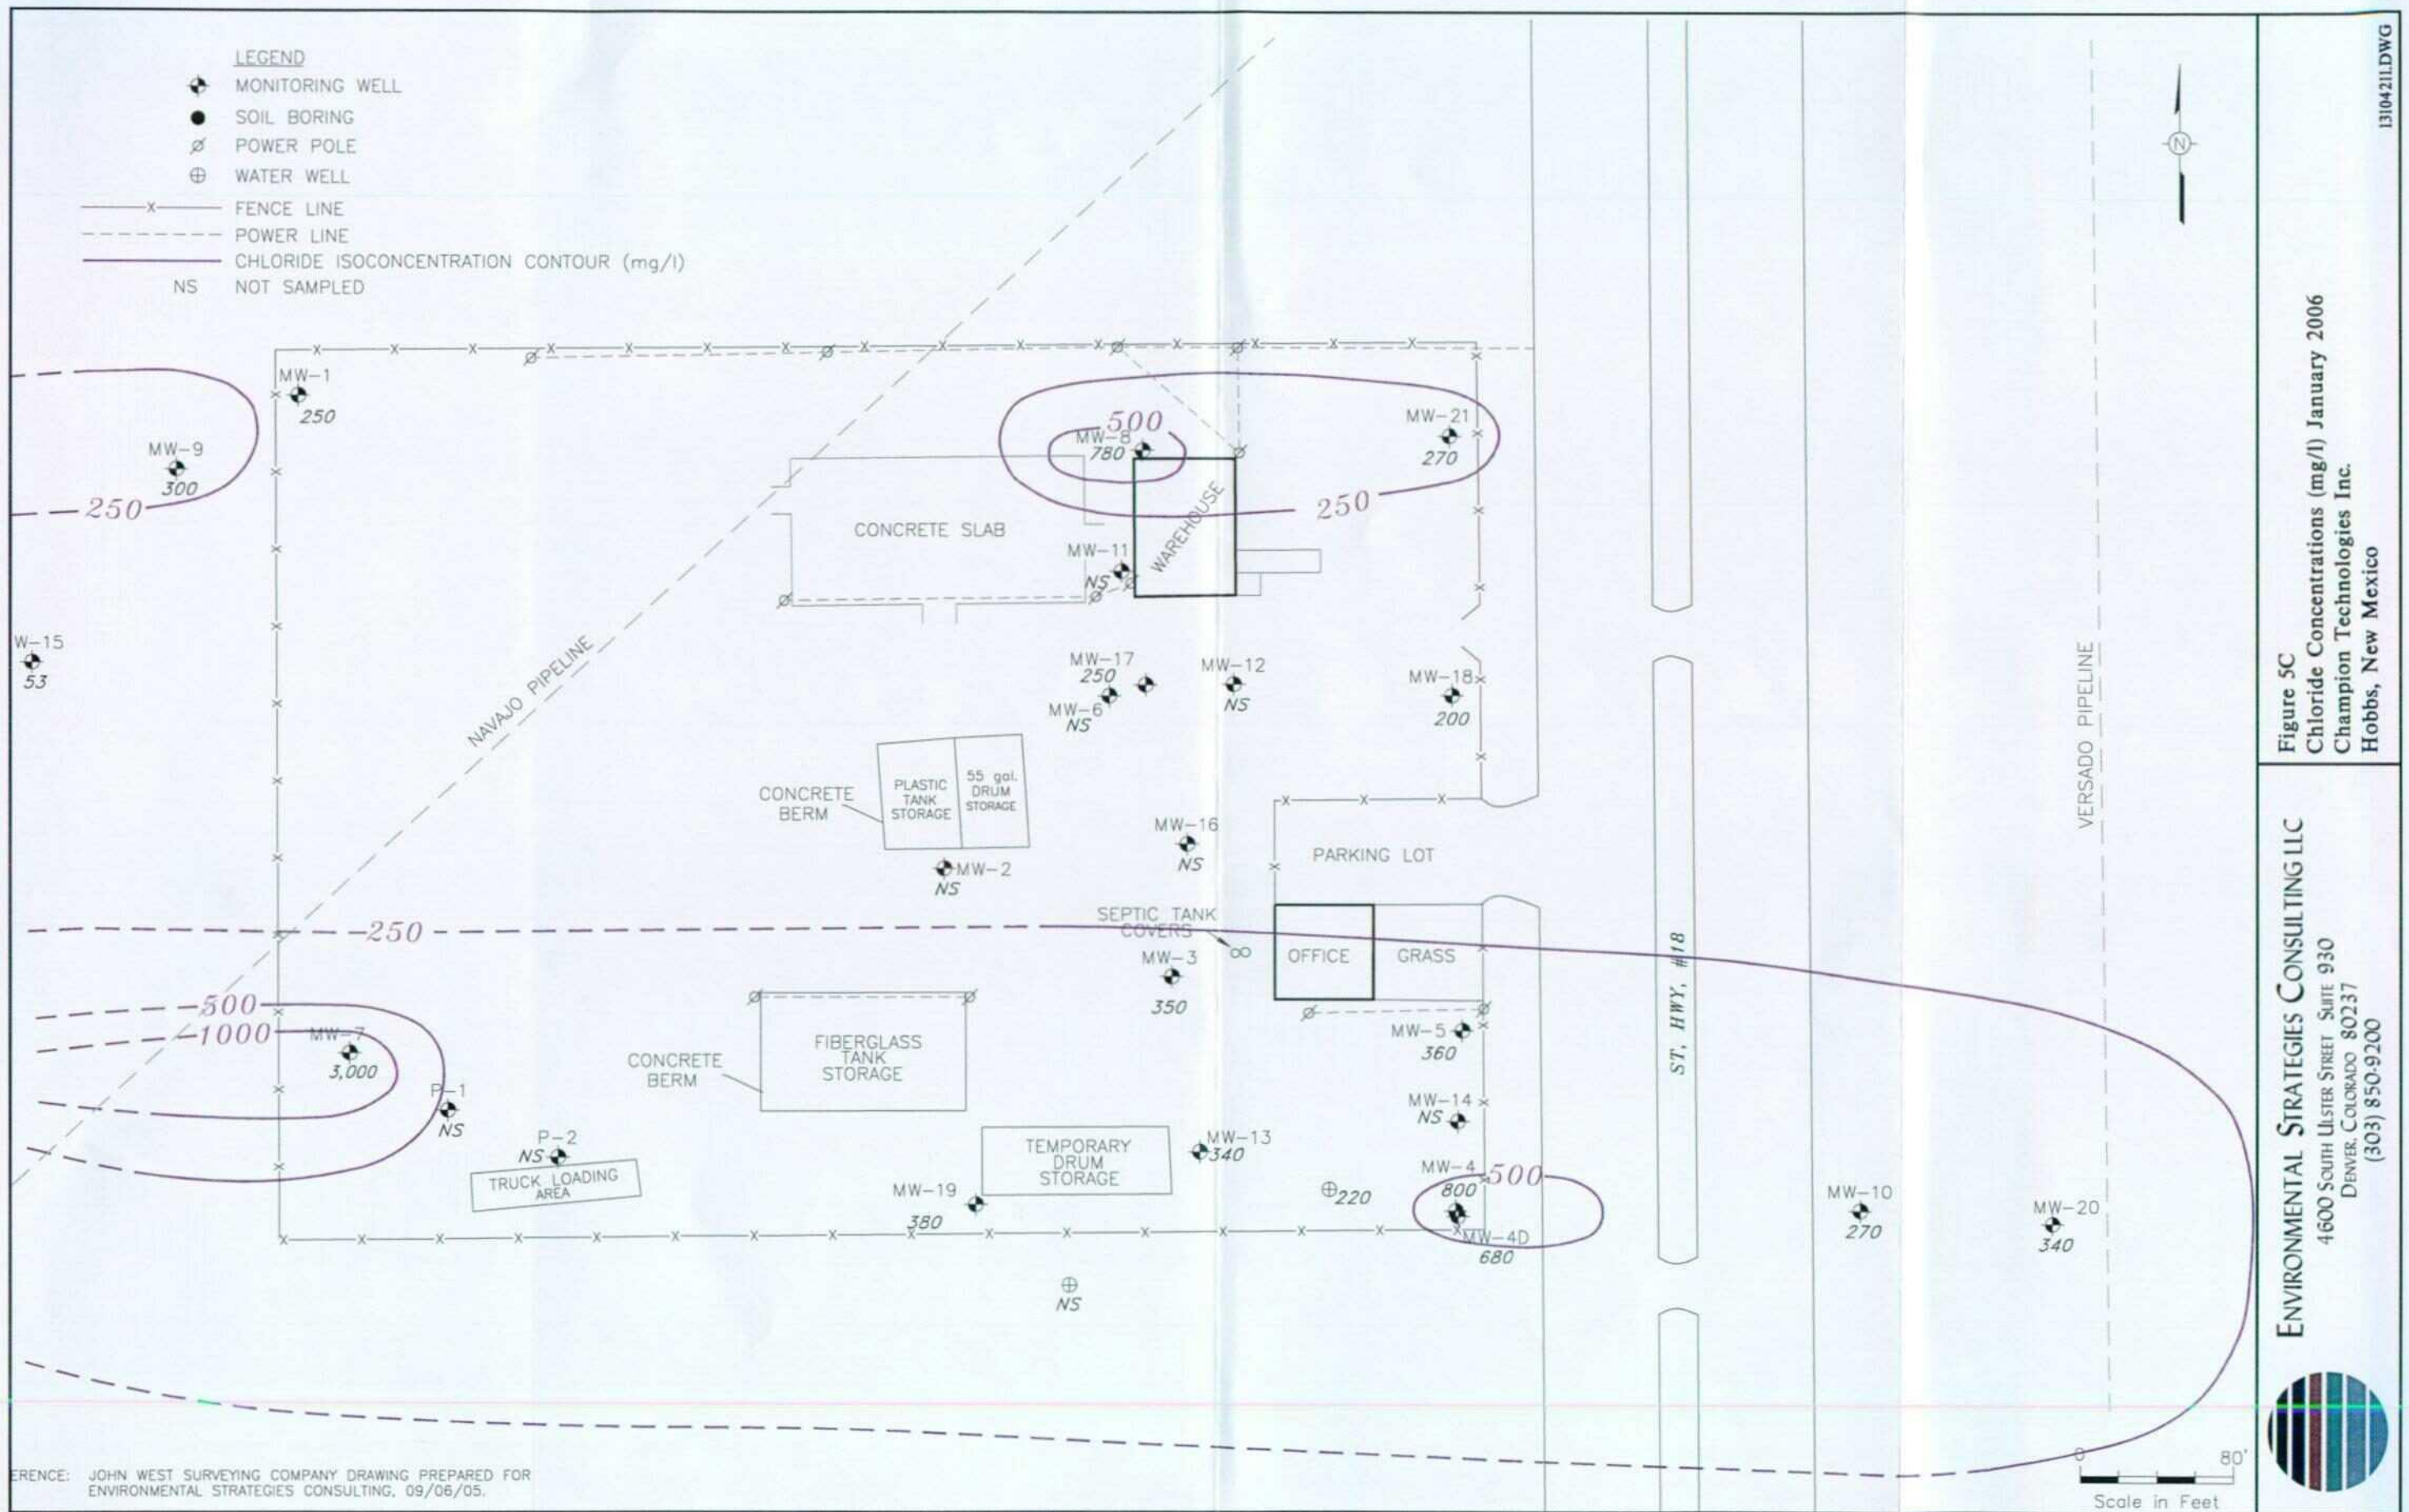 LEGEND
MONITORING WELL
SOIL BORING
POWER POLE
WATER WELL
X FENCE LINE
POWER LINE
CHLORIDE ISOCONCENTRATION CONTOUR (mg/l)
NS NOT SAMPLED
N
MW-1
250
MW-9
300
250
W-15
53
NAVAJO PIPELINE
500
MW-8
780
MW-21
270
250
CONCRETE SLAB
WAREHOUSE
MW-11
NS
MW-17
250
MW-6
NS
MW-12
NS
MW-18
200
CONCRETE
BERM
PLASTIC
TANK
STORAGE
55 gal.
DRUM
STORAGE
MW-2
NS
MW-16
NS
PARKING LOT
250
SEPTIC TANK
COVERS
MW-3
350
OFFICE
GRASS
ST, HWY, #18
VERSADO PIPELINE
500
1000
MW-7
3,000
P-1
NS
P-2
NS
TRUCK LOADING
AREA
CONCRETE
BERM
FIBERGLASS
TANK
STORAGE
TEMPORARY
DRUM
STORAGE
MW-19
380
MW-13
340
220
MW-5
360
MW-14
NS
MW-4
800
500
MW-4D
680
NS
MW-10
270
MW-20
340
0 80'
Scale in Feet
ERENCE: JOHN WEST SURVEYING COMPANY DRAWING PREPARED FOR
ENVIRONMENTAL STRATEGIES CONSULTING, 09/06/05.
13104211.DWG
Figure 5C
Chloride Concentrations (mg/l) January 2006
Champion Technologies Inc.
Hobbs, New Mexico
ENVIRONMENTAL STRATEGIES CONSULTING LLC
4600 SOUTH ULSTER STREET SUITE 930
DENVER, COLORADO 80237
(303) 850-9200